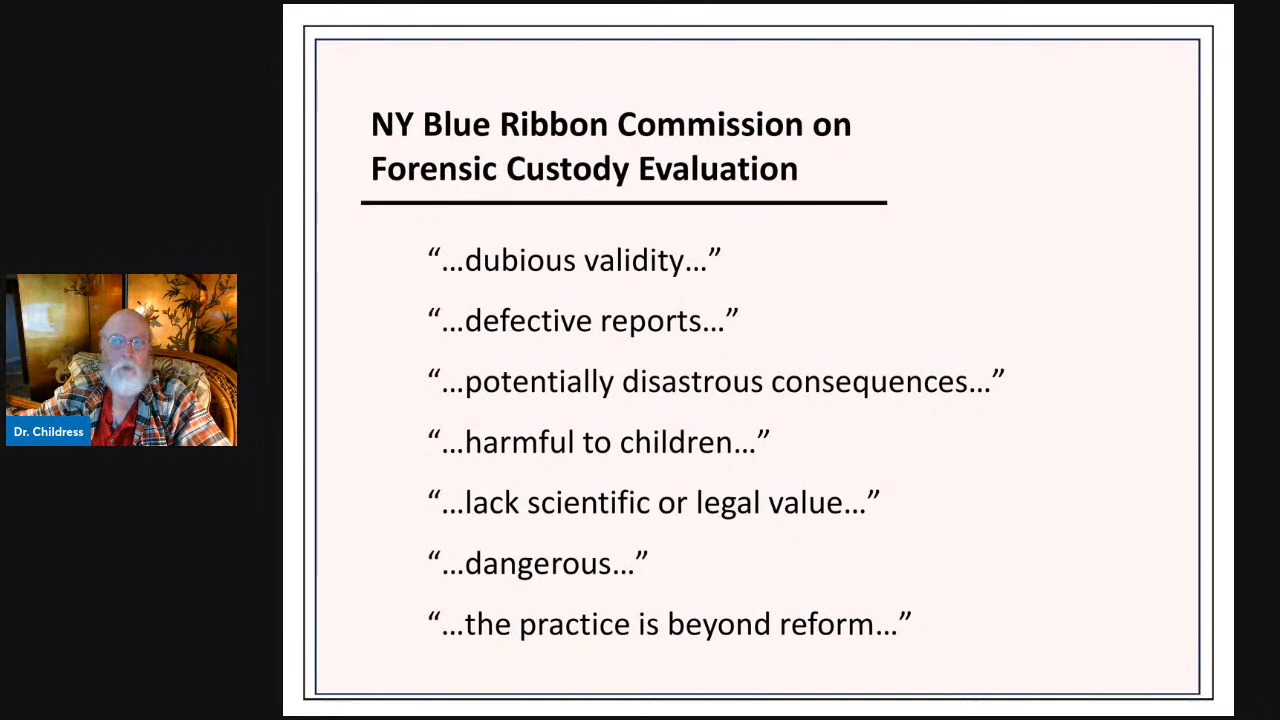 NY Blue Ribbon Commission on
Forensic Custody Evaluation
“…dubious validity…”
“…defective reports…”
“…potentially disastrous consequences…”
“…harmful to children…”
“…lack scientific or legal value…”
“…dangerous…”
“…the practice is beyond reform…”
Dr. Childress